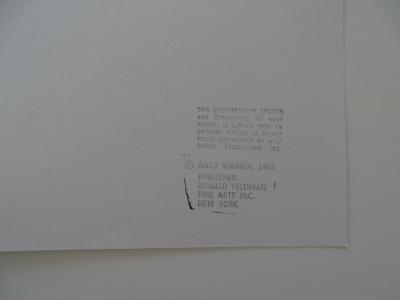 THIS INTERPRETATION CREATED
AND COPYRIGHTED BY ANDY
WARHOL IS DERIVED FROM AN
ORIGINAL VERSION OF MICKEY
MOUSE COPYRIGHTED BY WALT
DISNEY PRODUCTIONS INC.
© ANDY WARHOL 1981
PUBLISHER
RONALD FELDMAN
FINE ARTS INC.
NEW YORK